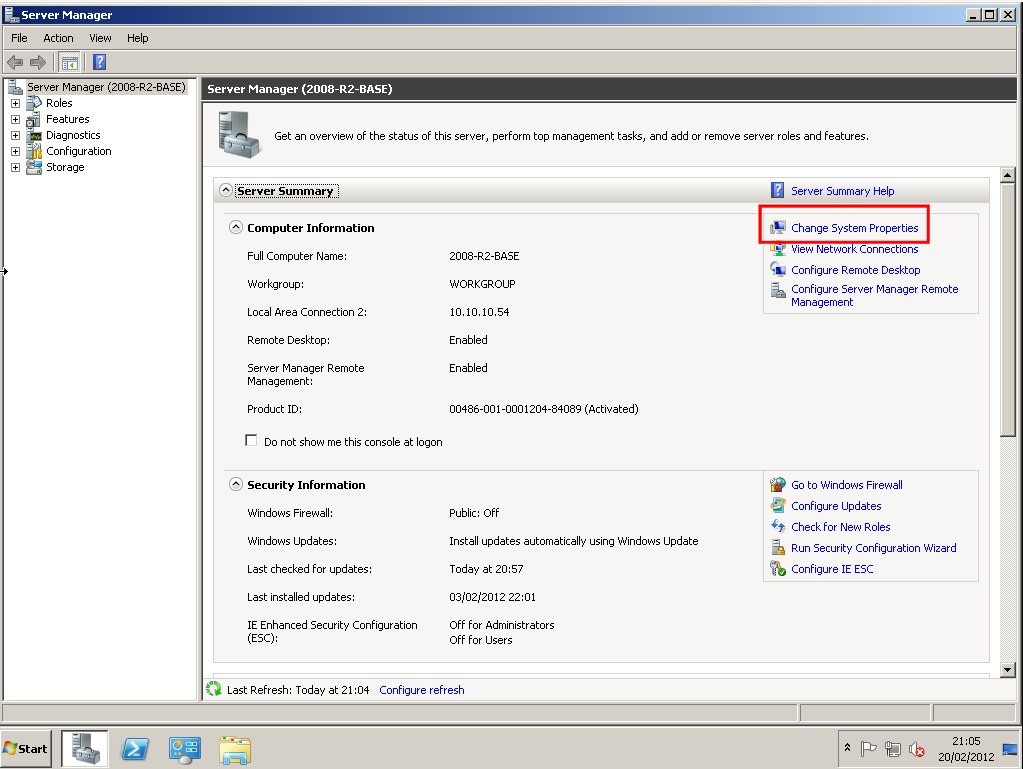 Server Manager
File Action View Help
Server Manager (2008-R2-BASE)
Roles
Features
Diagnostics
Configuration
Storage
Server Manager (2008-R2-BASE)
Get an overview of the status of this server, perform top management tasks, and add or remove server roles and features.
Server Summary
Server Summary Help
Computer Information
Full Computer Name: 2008-R2-BASE
Workgroup: WORKGROUP
Local Area Connection 2: 10.10.10.54
Remote Desktop: Enabled
Server Manager Remote Enabled
Management:
Product ID: 00486-001-0001204-84089 (Activated)
Do not show me this console at logon
Change System Properties
View Network Connections
Configure Remote Desktop
Configure Server Manager Remote
Management
Security Information
Windows Firewall: Public: Off
Windows Updates: Install updates automatically using Windows Update
Last checked for updates: Today at 20:57
Last installed updates: 03/02/2012 22:01
IE Enhanced Security Configuration Off for Administrators
(ESC): Off for Users
Go to Windows Firewall
Configure Updates
Check for New Roles
Run Security Configuration Wizard
Configure IE ESC
Last Refresh: Today at 21:04 Configure refresh
Start
21:05
20/02/2012